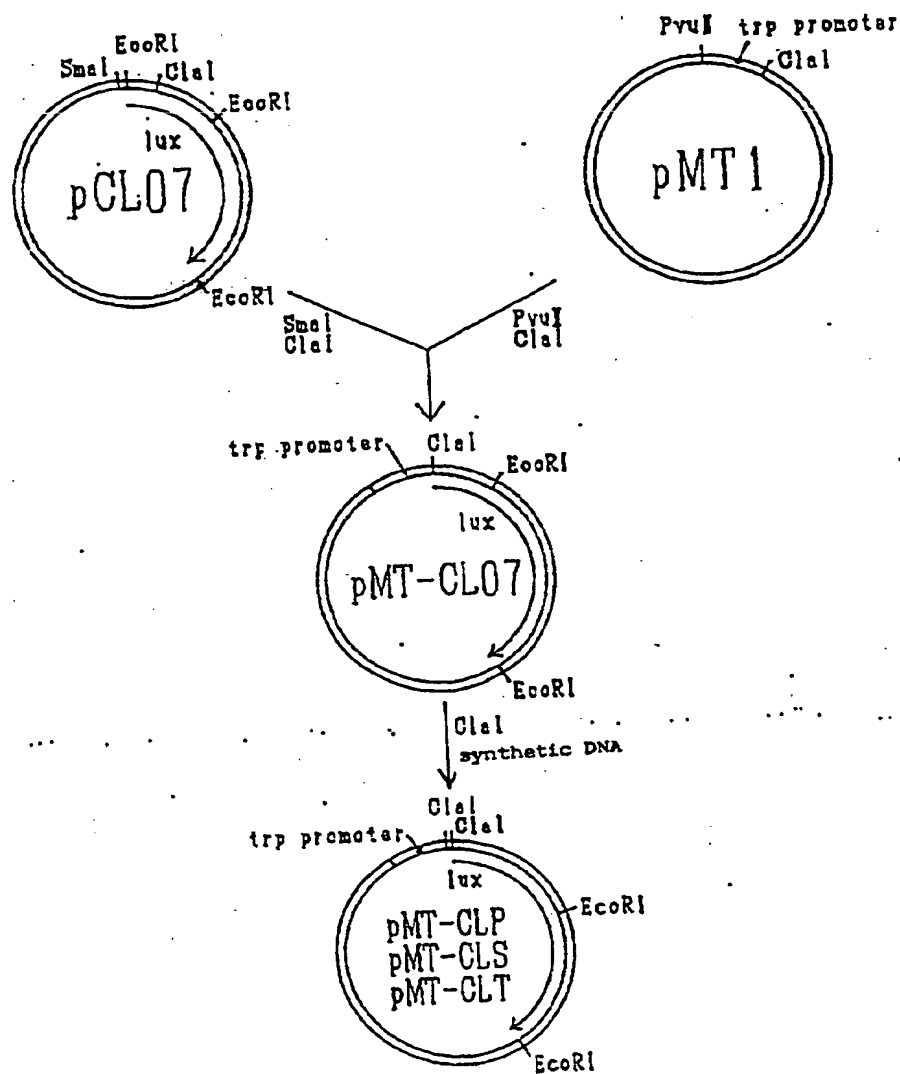 EcoRI
SmaI
ClaI
EcoRI
lux
pCL07
EcoRI
PvuII
trp promoter
ClaI
pMT1
SmaI
ClaI
PvuII
ClaI
trp promoter
ClaI
EcoRI
lux
pMT-CL07
EcoRI
ClaI
synthetic DNA
ClaI
ClaI
trp promoter
lux
EcoRI
pMT-CLP
pMT-CLS
pMT-CLT
EcoRI